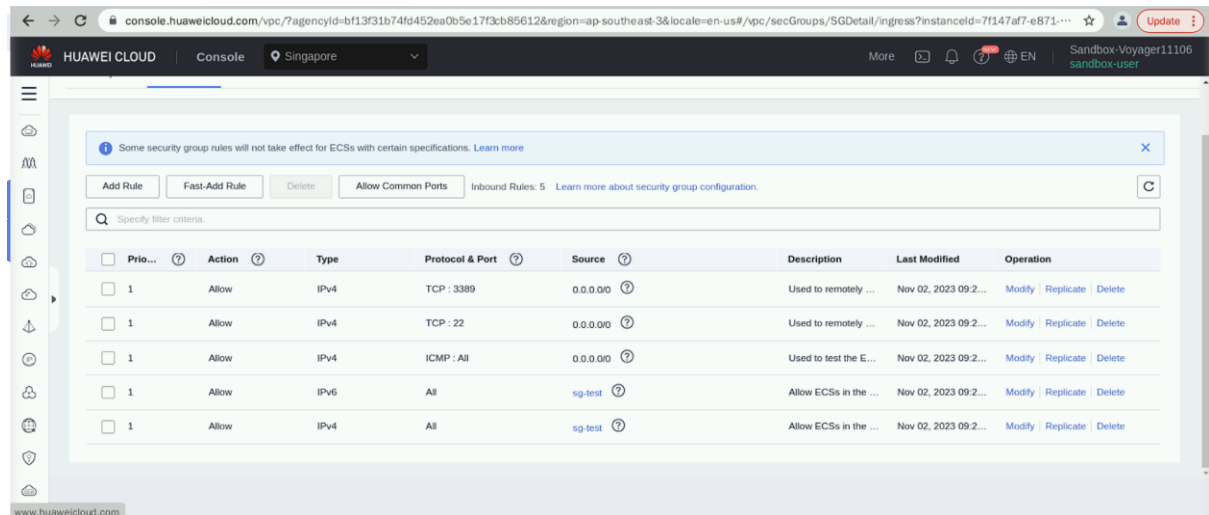 console.huaweicloud.com/vpc/?agencyId=bf13f31b74fd452ea0b5e17f3cb85612&region=ap-southeast-3&locale=en-us#/vpc/secGroups/SGDetail/ingress?instanceId=7f147af7-e871-···
Update
HUAWEI
HUAWEI CLOUD
Console
Singapore
More
NEW
EN
Sandbox-Voyager11106
sandbox-user
Some security group rules will not take effect for ECSs with certain specifications. Learn more
Add Rule Fast-Add Rule Delete Allow Common Ports Inbound Rules: 5 Learn more about security group configuration.
Specify filter criteria.
Prio... Action Type Protocol & Port Source Description Last Modified Operation
1 Allow IPv4 TCP : 3389 0.0.0.0/0 Used to remotely ... Nov 02, 2023 09:2... Modify Replicate Delete
1 Allow IPv4 TCP : 22 0.0.0.0/0 Used to remotely ... Nov 02, 2023 09:2... Modify Replicate Delete
1 Allow IPv4 ICMP : All 0.0.0.0/0 Used to test the E... Nov 02, 2023 09:2... Modify Replicate Delete
1 Allow IPv6 All sg-test Allow ECSs in the ... Nov 02, 2023 09:2... Modify Replicate Delete
1 Allow IPv4 All sg-test Allow ECSs in the ... Nov 02, 2023 09:2... Modify Replicate Delete
www.huaweicloud.com